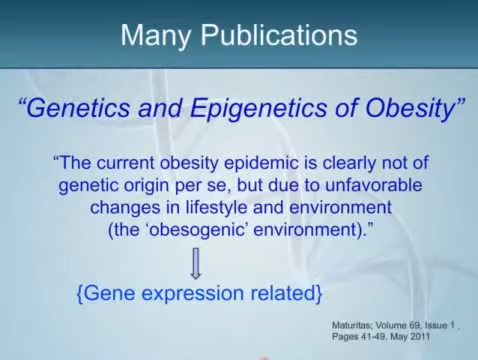 Many Publications
“Genetics and Epigenetics of Obesity”
“The current obesity epidemic is clearly not of
genetic origin per se, but due to unfavorable
changes in lifestyle and environment
(the ‘obesogenic’ environment).”
{Gene expression related}
Maturitas; Volume 69, Issue 1 ,
Pages 41-49, May 2011